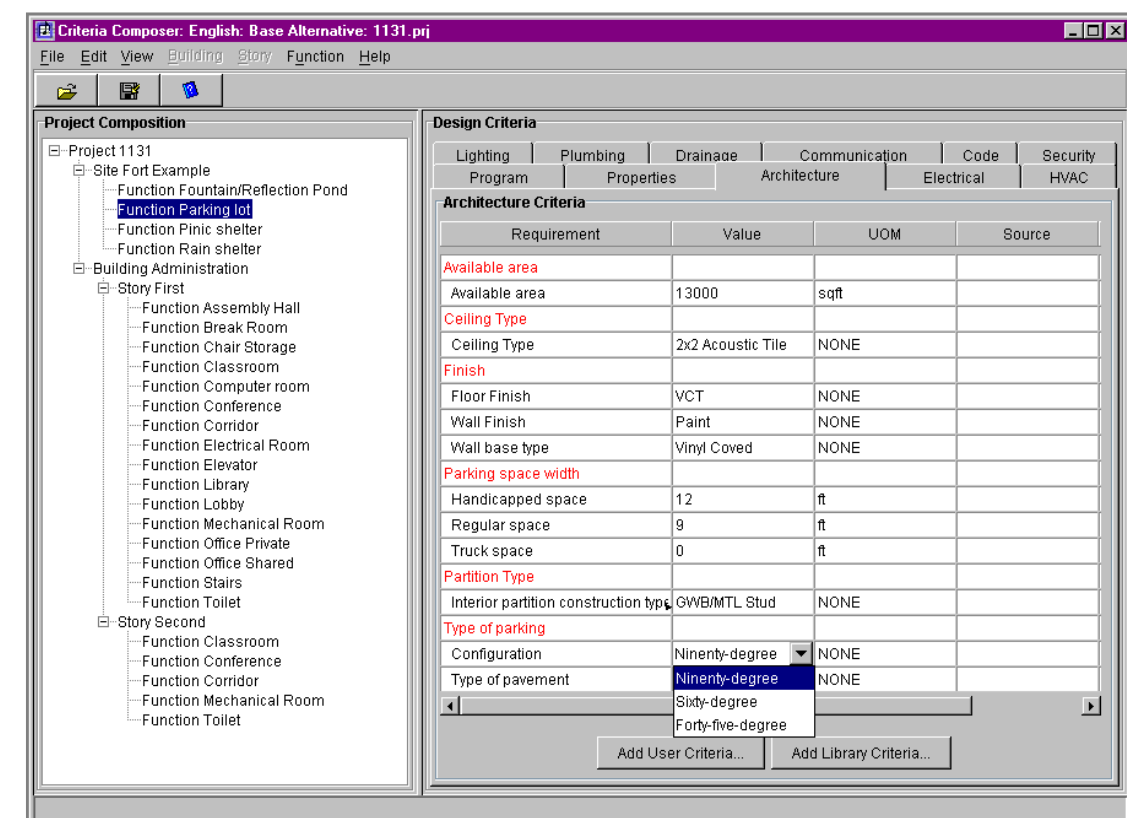 Criteria Composer: English: Base Alternative: 1131.prj
File Edit View Building Story Function Help
Project Composition
Project 1131
Site Fort Example
Function Fountain/Reflection Pond
Function Parking lot
Function Pinic shelter
Function Rain shelter
Building Administration
Story First
Function Assembly Hall
Function Break Room
Function Chair Storage
Function Classroom
Function Computer room
Function Conference
Function Corridor
Function Electrical Room
Function Elevator
Function Library
Function Lobby
Function Mechanical Room
Function Office Private
Function Office Shared
Function Stairs
Function Toilet
Story Second
Function Classroom
Function Conference
Function Corridor
Function Mechanical Room
Function Toilet
Design Criteria
Lighting Plumbing Drainage Communication Code Security
Program Properties Architecture Electrical HVAC
Architecture Criteria
Requirement Value UOM Source
Available area
Available area 13000 sqft
Ceiling Type
Ceiling Type 2x2 Acoustic Tile NONE
Finish
Floor Finish VCT NONE
Wall Finish Paint NONE
Wall base type Vinyl Coved NONE
Parking space width
Handicapped space 12 ft
Regular space 9 ft
Truck space 0 ft
Partition Type
Interior partition construction type GWB/MTL Stud NONE
Type of parking
Configuration Ninenty-degree NONE
Type of pavement NONE
Ninenty-degree
Sixty-degree
Forty-five-degree
Add User Criteria... Add Library Criteria...